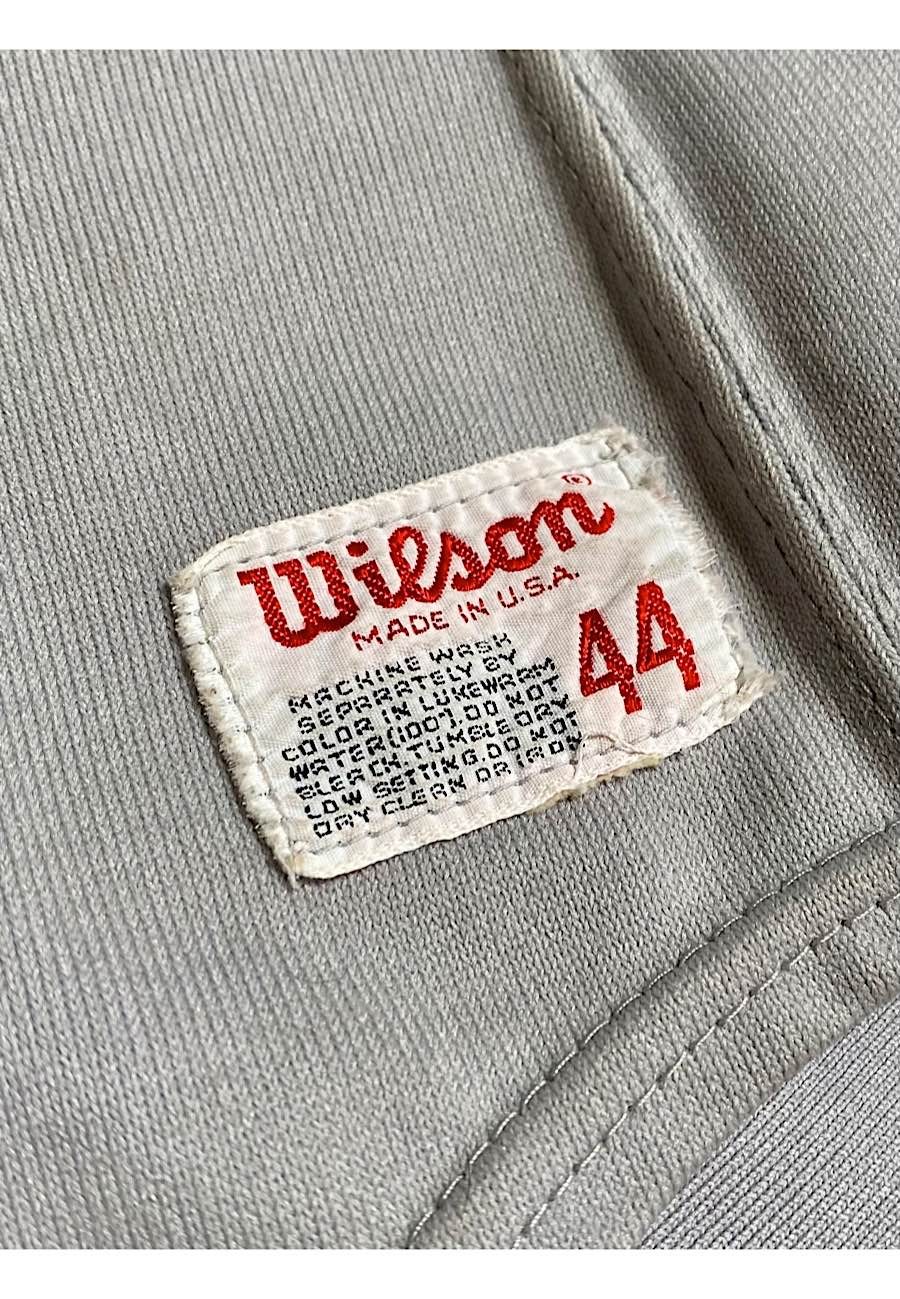 Wilson®
MADE IN U.S.A.
44
MACHINE WASH
SEPARATELY BY
COLOR IN LUKEWARM
WATER(100°).DO NOT
BLEACH.TUMBLE DRY
LOW SETTING.DO NOT
DRY CLEAN OR IRON